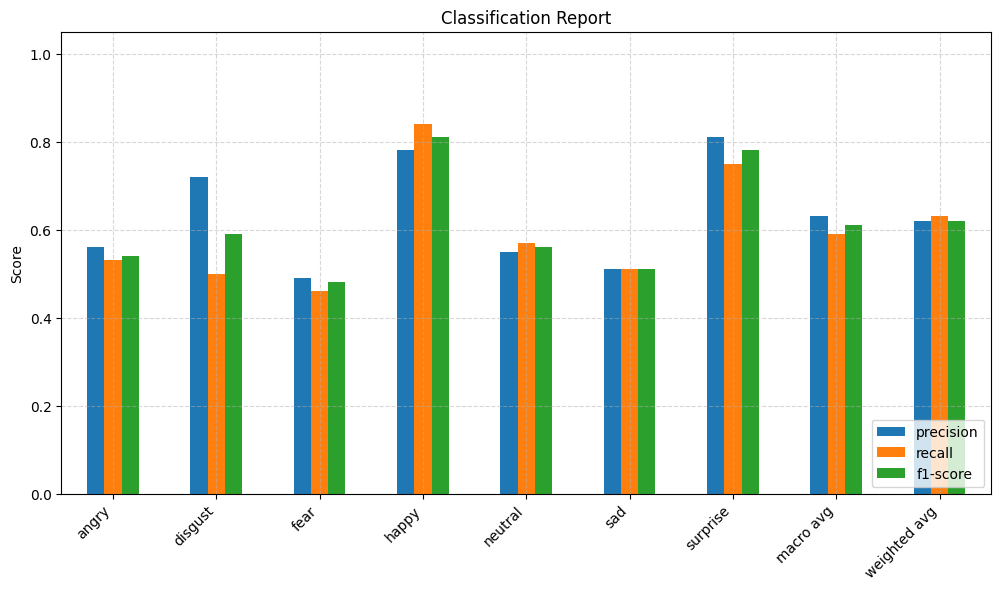 Classification Report
Score
1.0
0.8
0.6
0.4
0.2
0.0
angry
disgust
fear
happy
neutral
sad
surprise
macro avg
weighted avg
precision
recall
f1-score